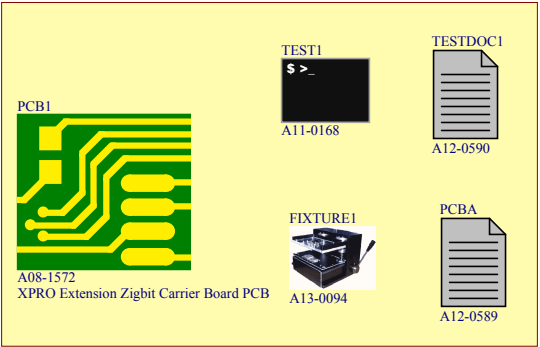 TEST1
$ >_
A11-0168
TESTDOC1
A12-0590
PCB1
A08-1572
XPRO Extension Zigbit Carrier Board PCB
FIXTURE1
A13-0094
PCBA
A12-0589